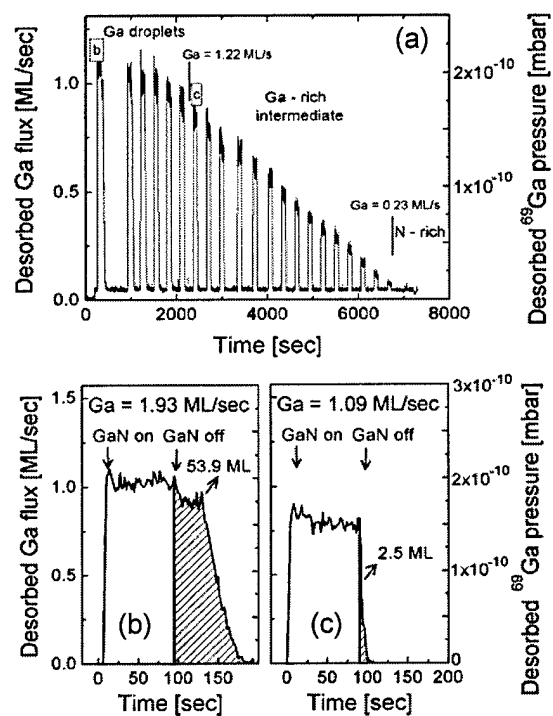 (a)
Ga droplets
b
Ga = 1.22 ML/s
c
Ga - rich
intermediate
Ga = 0.23 ML/s
N - rich
Desorbed Ga flux [ML/sec]
1.0
0.5
0.0
Desorbed ⁶⁹Ga pressure [mbar]
2x10⁻¹⁰
1x10⁻¹⁰
0
0 2000 4000 6000 8000
Time [sec]
Desorbed Ga flux [ML/sec]
1.5
1.0
0.5
0.0
Ga = 1.93 ML/sec
GaN on GaN off
53.9 ML
(b)
0 50 100 150
Time [sec]
Ga = 1.09 ML/sec
GaN on GaN off
2.5 ML
(c)
0 50 100 150 200
Time [sec]
3x10⁻¹⁰
2x10⁻¹⁰
1x10⁻¹⁰
0
Desorbed ⁶⁹Ga pressure [mbar]